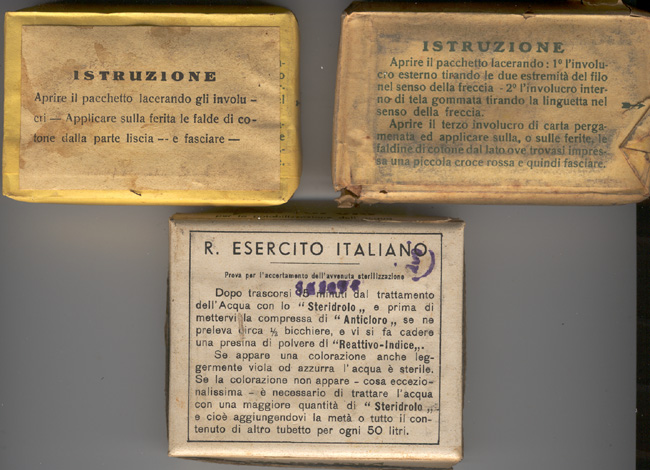 ISTRUZIONE
Aprire il pacchetto lacerando gli involu -
cri — Applicare sulla ferita le falde di co-
tone dalla parte liscia -- e fasciare —
ISTRUZIONE
Aprire il pacchetto lacerando : 1º l'involu-
cro esterno tirando le due estremità del filo
nel senso della freccia - 2º l'involucro inter-
no di tela gommata tirando la linguetta nel
senso della freccia.
Aprire il terzo involucro di carta perga-
menata ed applicare sulla, o sulle ferite, le
faldine di cotone dal lato ove trovasi impres-
sa una piccola croce rossa e quindi fasciare.
R. ESERCITO ITALIANO
Prova per l'accertamento dell'avvenuta sterilizzazione
Dopo trascorsi minuti dal trattamento
dell'Acqua con lo " Steridrolo „ e prima di
mettervi la compressa di " Anticloro „ se ne
preleva circa ½ bicchiere, e vi si fa cadere
una presina di polvere di "Reattivo-Indice„.
Se appare una colorazione anche leg-
germente viola od azzurra l'acqua è sterile.
Se la colorazione non appare - cosa eccezio-
nalissima - è necesario di trattare l'acqua
con una maggiore quantità di " Steridrolo „
e cioè aggiungendovi la metà o tutto il con-
tenuto di altro tubetto per ogni 50 litri.